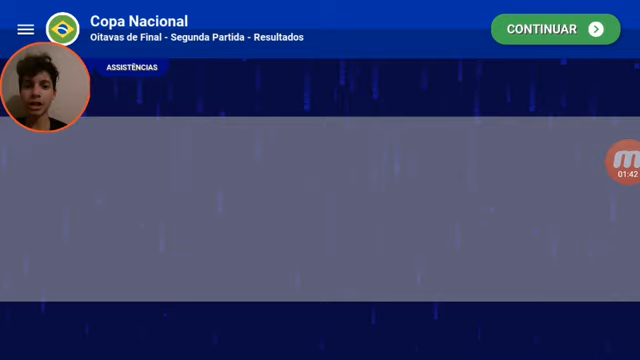 Copa Nacional
Oitavas de Final - Segunda Partida - Resultados
CONTINUAR
ASSISTÊNCIAS
01:42